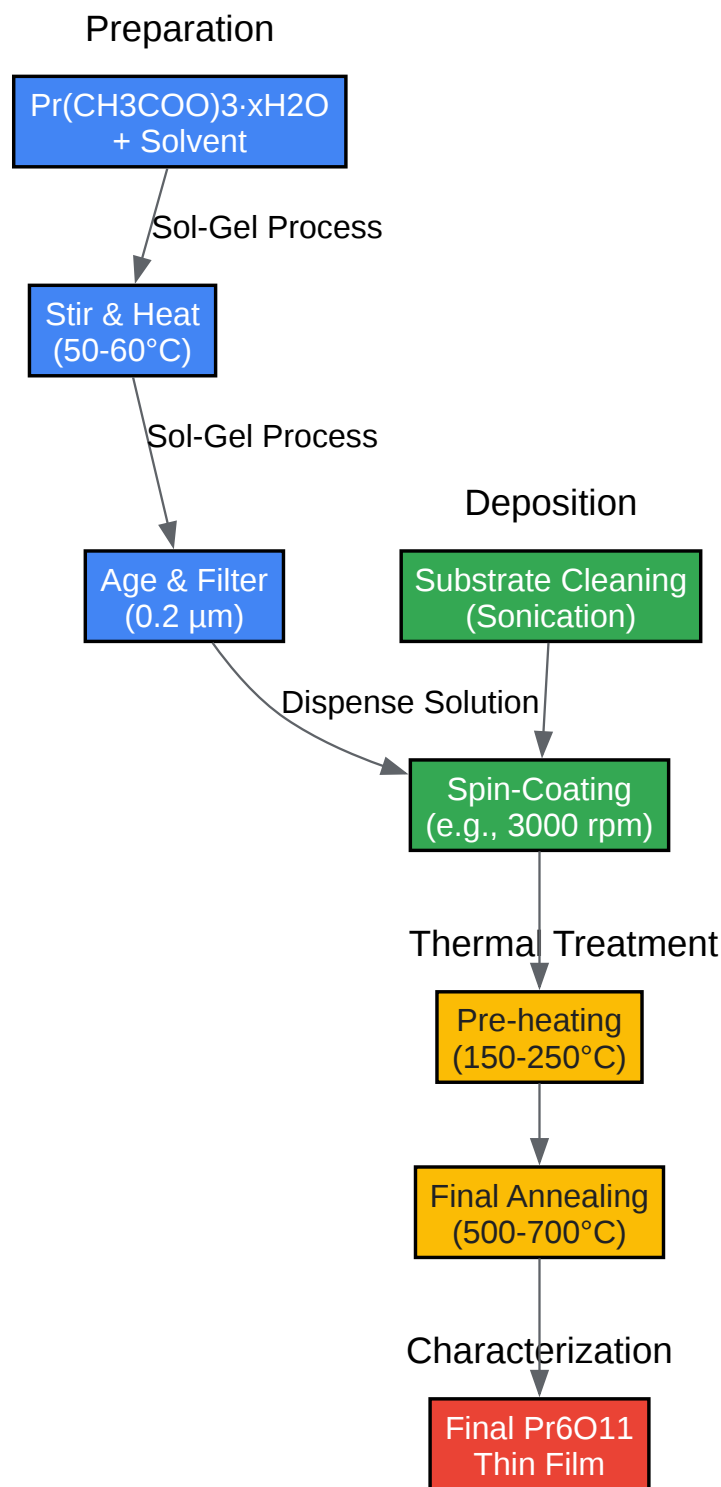 Preparation
Pr(CH3COO)3·xH2O
+ Solvent
Sol-Gel Process
Stir & Heat
(50-60°C)
Sol-Gel Process
Age & Filter
(0.2 µm)
Deposition
Substrate Cleaning
(Sonication)
Dispense Solution
Spin-Coating
(e.g., 3000 rpm)
Thermal Treatment
Pre-heating
(150-250°C)
Final Annealing
(500-700°C)
Characterization
Final Pr6O11
Thin Film